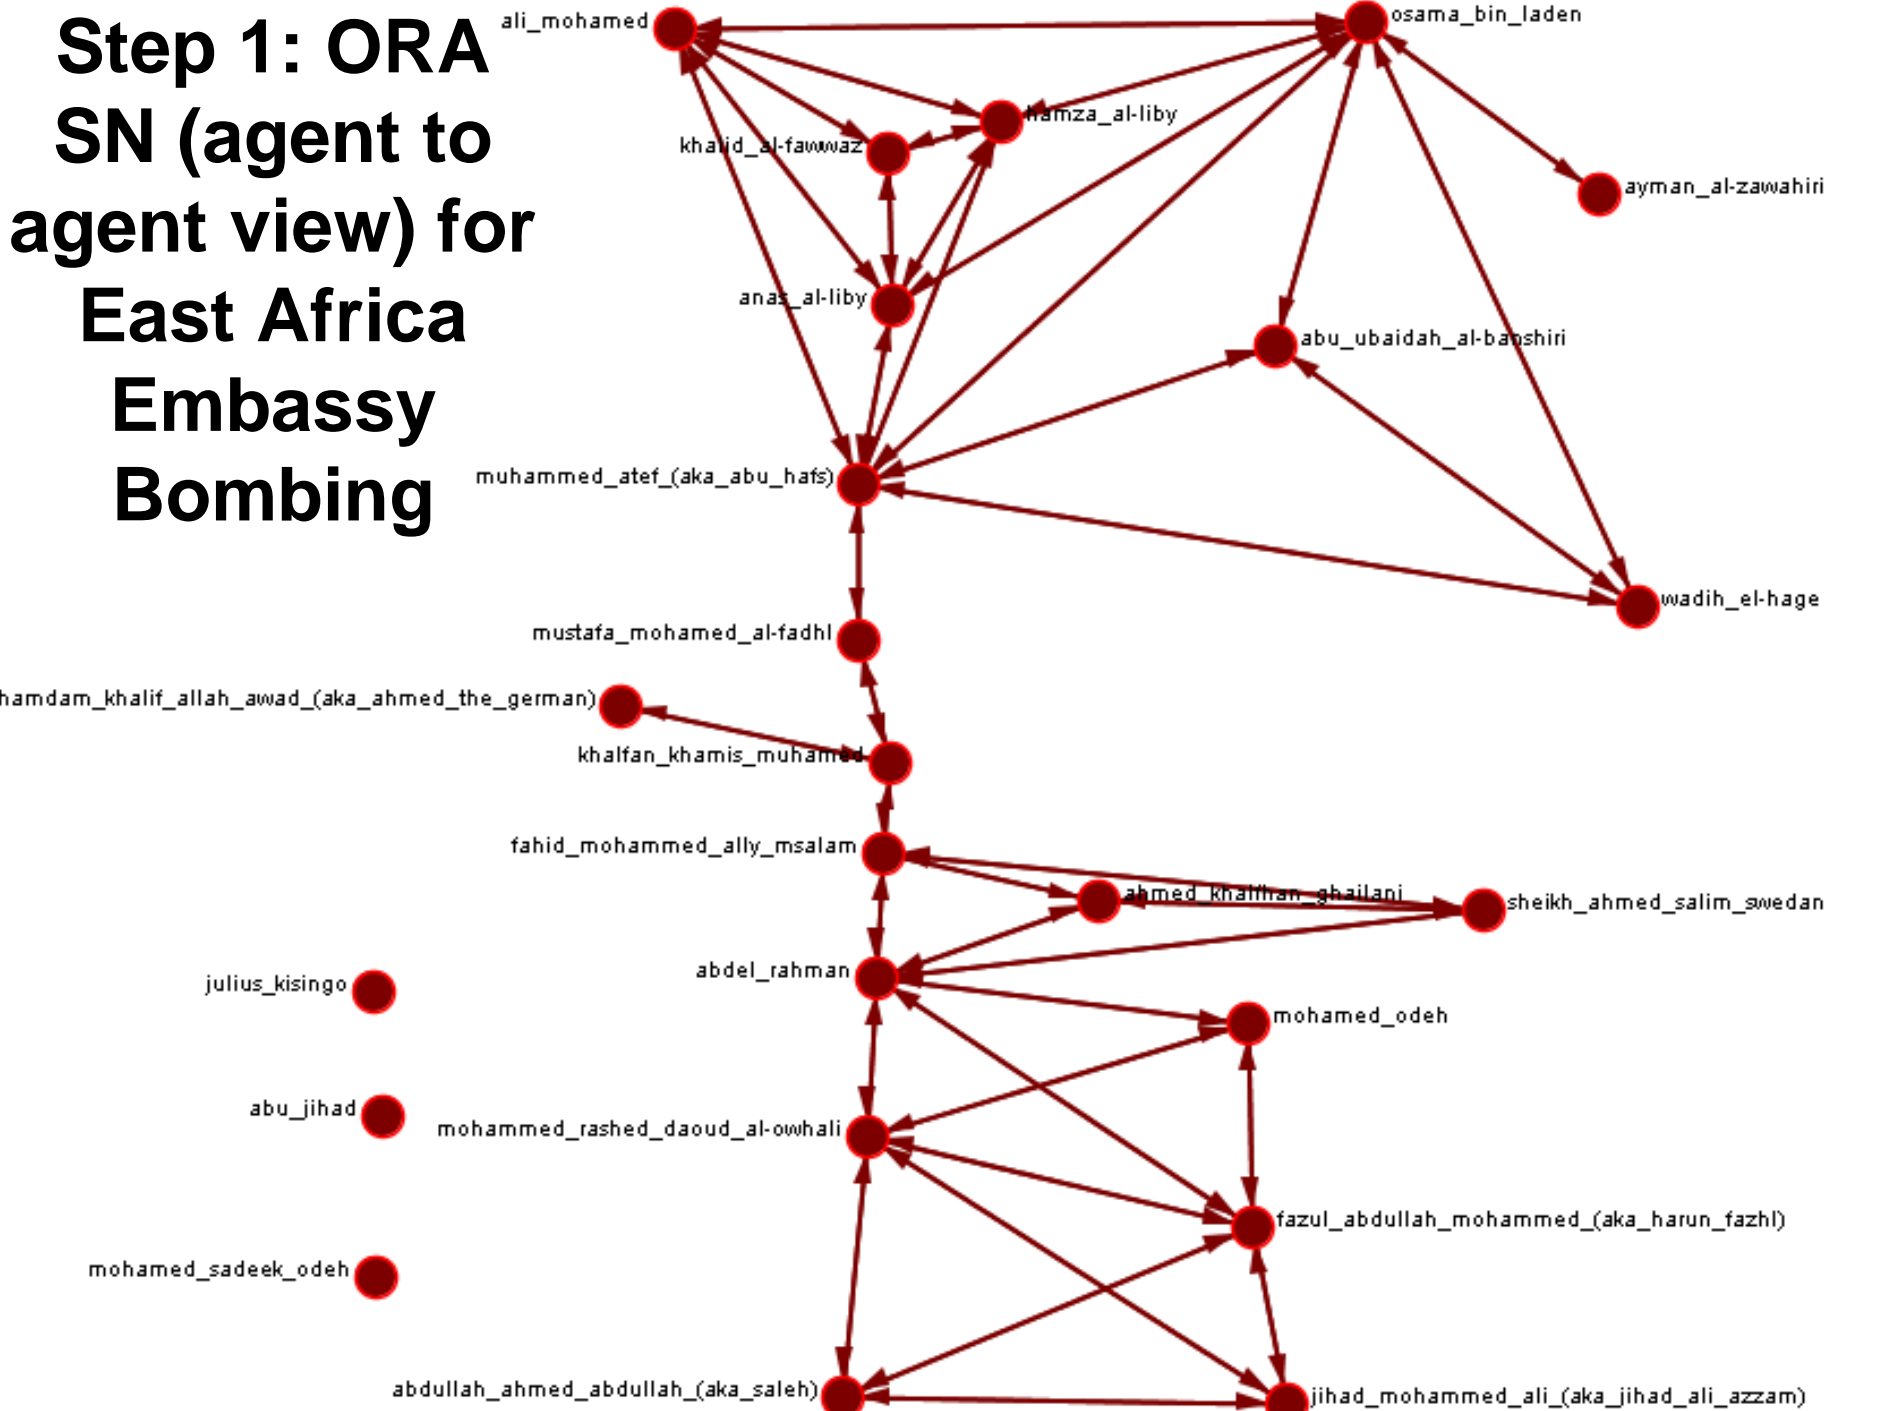 Step 1: ORA
SN (agent to
agent view) for
East Africa
Embassy
Bombing
ali_mohamed
osama_bin_laden
hamza_al-liby
khalid_al-fawwaz
ayman_al-zawahiri
anas_al-liby
abu_ubaidah_al-banshiri
muhammed_atef_(aka_abu_hafs)
wadih_el-hage
mustafa_mohamed_al-fadhl
hamdam_khalif_allah_awad_(aka_ahmed_the_german)
khalfan_khamis_muhamed
fahid_mohammed_ally_msalam
ahmed_khalfhan_ghailani
sheikh_ahmed_salim_swedan
abdel_rahman
julius_kisingo
mohamed_odeh
abu_jihad
mohammed_rashed_daoud_al-owhali
fazul_abdullah_mohammed_(aka_harun_fazhl)
mohamed_sadeek_odeh
abdullah_ahmed_abdullah_(aka_saleh)
jihad_mohammed_ali_(aka_jihad_ali_azzam)